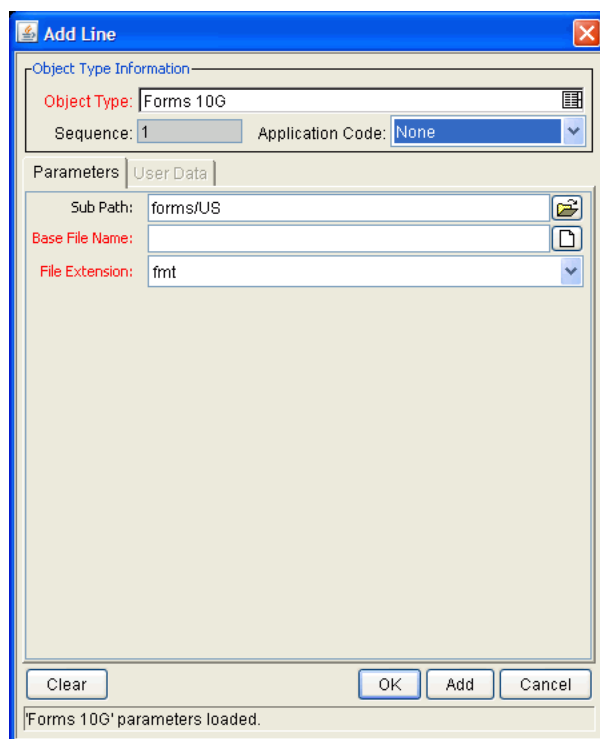 Add Line
Object Type Information
Object Type: Forms 10G
Sequence: 1 Application Code: None
Parameters User Data
Sub Path: forms/US
Base File Name:
File Extension: fmt
Clear OK Add Cancel
'Forms 10G' parameters loaded.